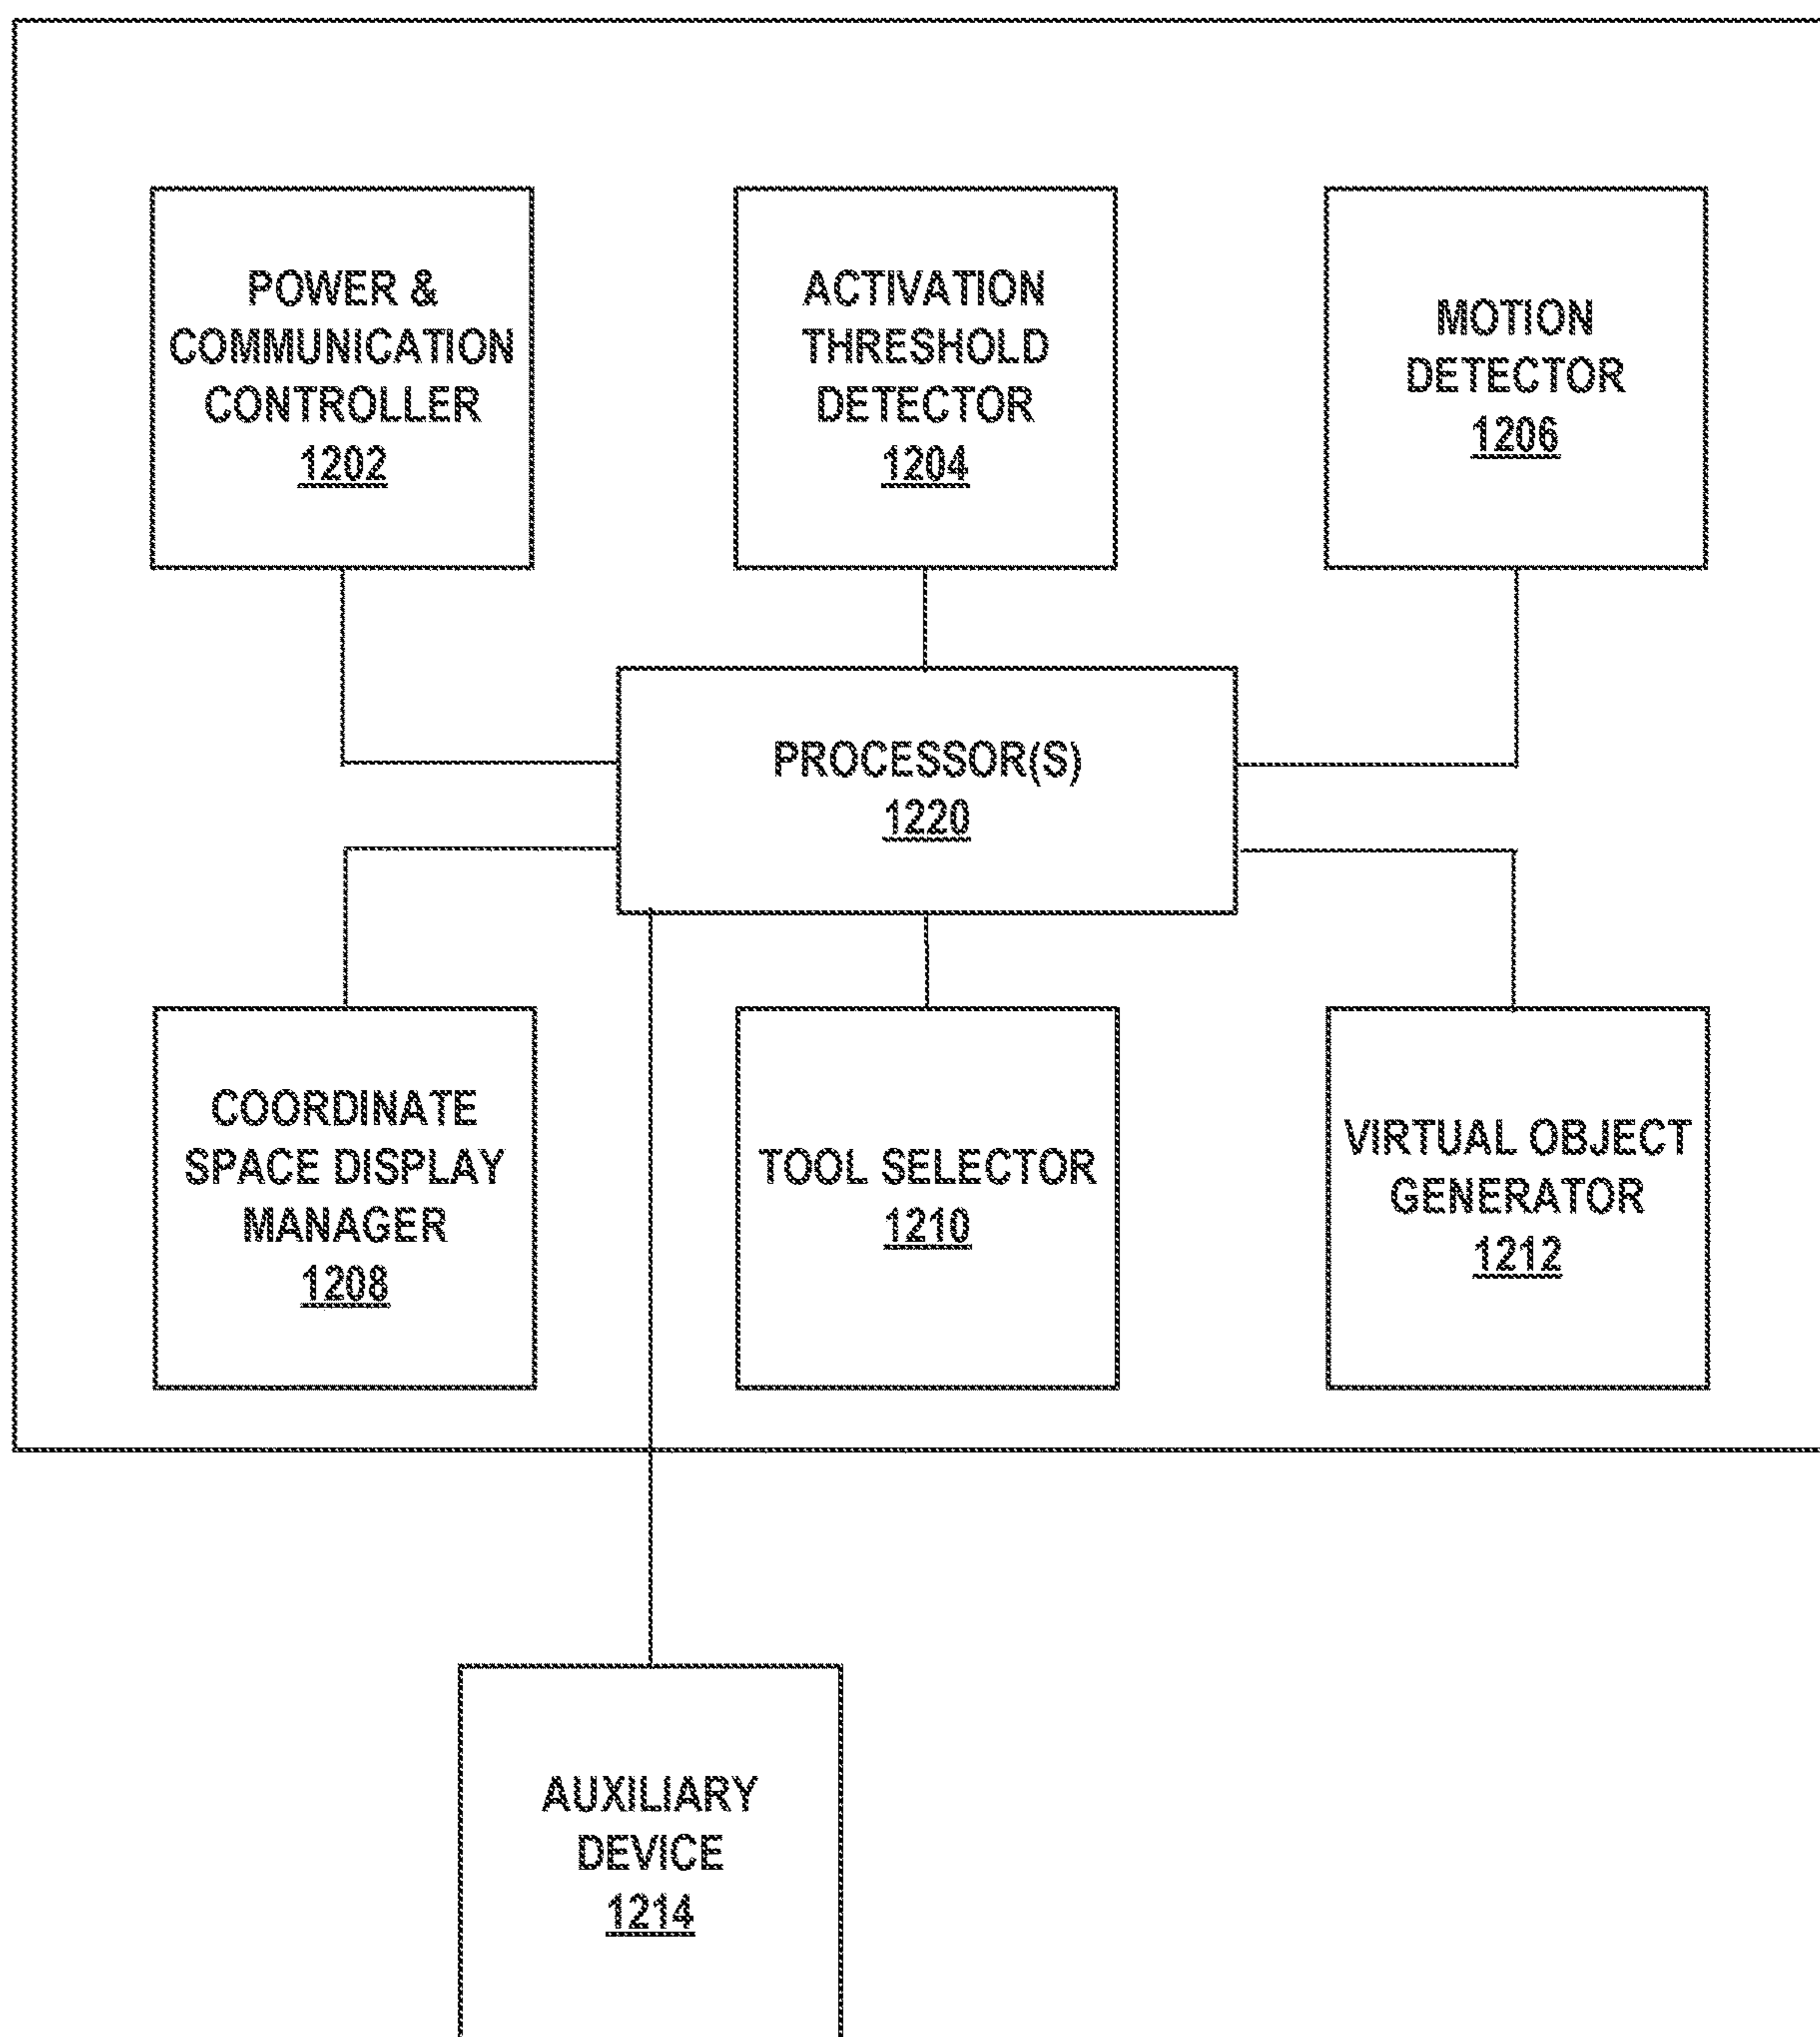 POWER &
COMMUNICATION
CONTROLLER
1202
ACTIVATION
THRESHOLD
DETECTOR
1204
MOTION
DETECTOR
1206
PROCESSOR(S)
1220
COORDINATE
SPACE DISPLAY
MANAGER
1208
TOOL SELECTOR
1210
VIRTUAL OBJECT
GENERATOR
1212
AUXILIARY
DEVICE
1214